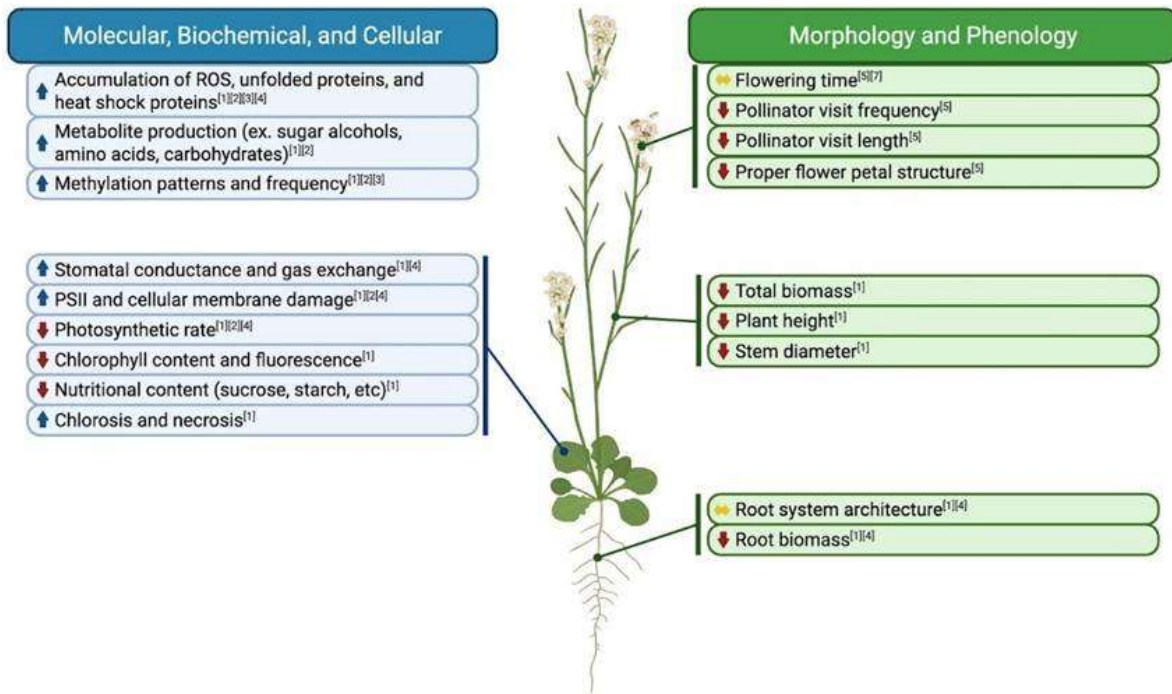 Molecular, Biochemical, and Cellular
Accumulation of ROS, unfolded proteins, and
heat shock proteins[1][2][3][4]
Metabolite production (ex. sugar alcohols,
amino acids, carbohydrates)[1][2]
Methylation patterns and frequency[1][2][3]
Stomatal conductance and gas exchange[1][4]
PSII and cellular membrane damage[1][2[4]
Photosynthetic rate[1][2][4]
Chlorophyll content and fluorescence[1]
Nutritional content (sucrose, starch, etc)[1]
Chlorosis and necrosis[1]
Morphology and Phenology
Flowering time[5][7]
Pollinator visit frequency[5]
Pollinator visit length[5]
Proper flower petal structure[5]
Total biomass[1]
Plant height[1]
Stem diameter[1]
Root system architecture[1][4]
Root biomass[1][4]